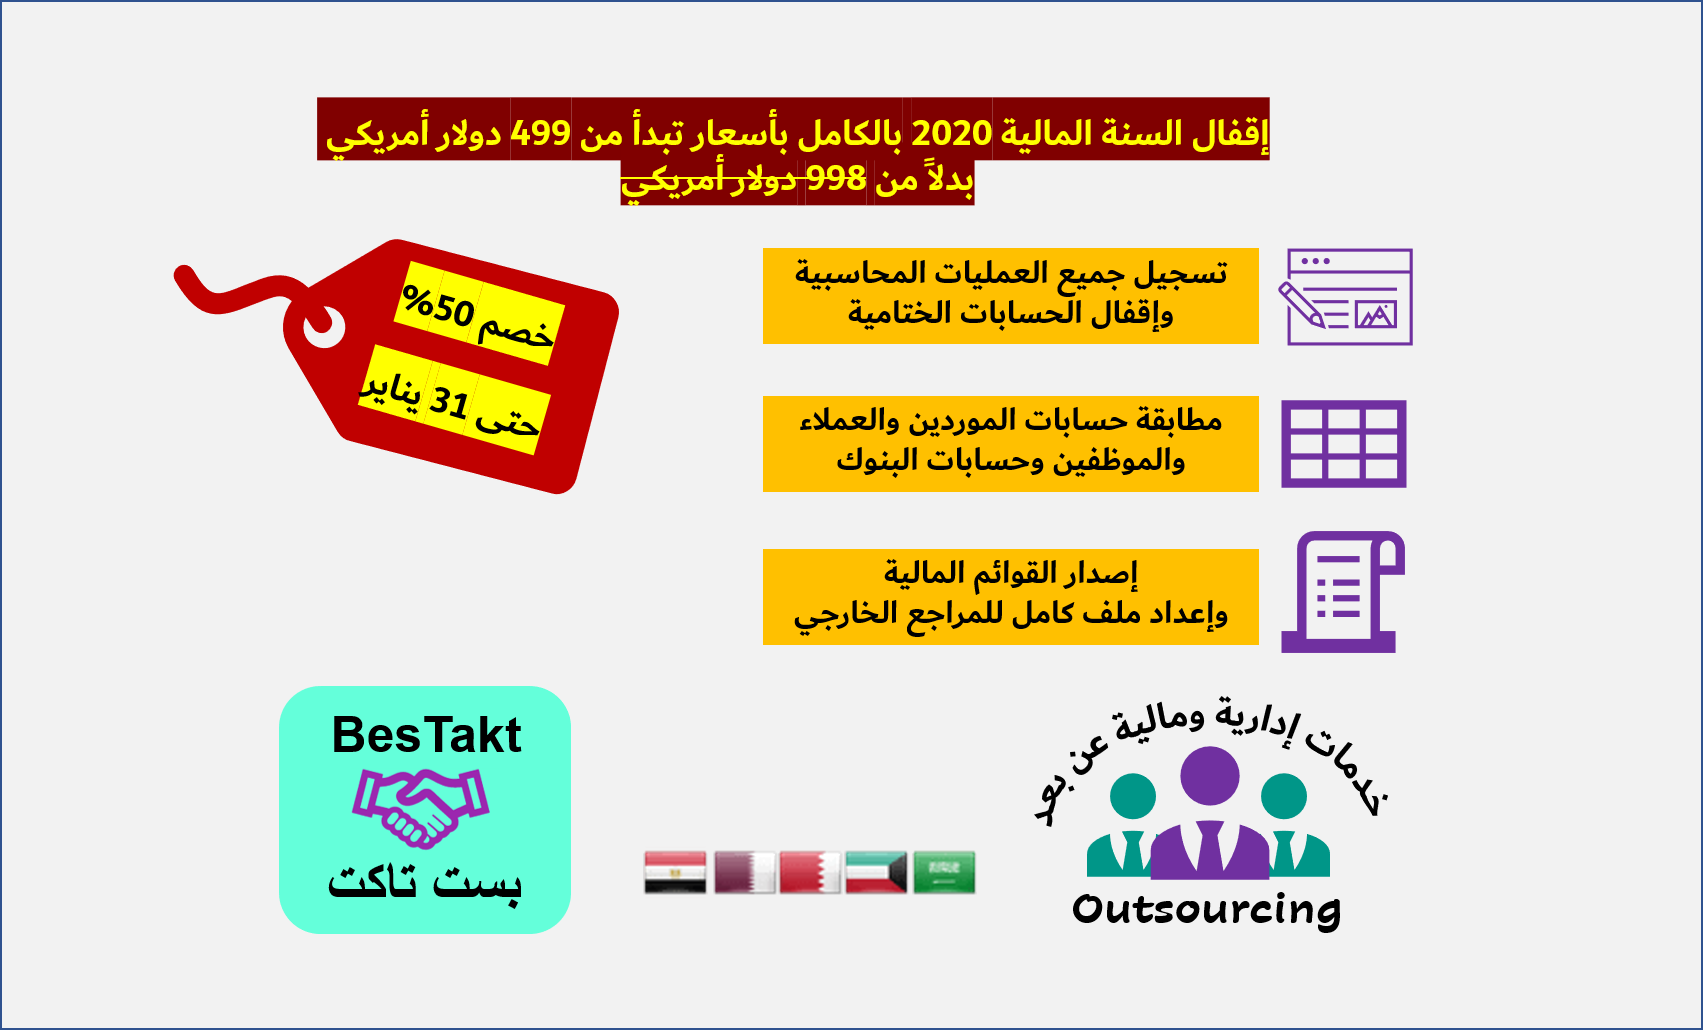 إقفال السنة المالية 2020 بالكامل بأسعار تبدأ من 499 دولار أمريكي
بدلاً من 998 دولار أمريكي
تسجيل جميع العمليات المحاسبية
وإقفال الحسابات الختامية
خصم 50%
حتى 31 يناير
مطابقة حسابات الموردين والعملاء
والموظفين وحسابات البنوك
إصدار القوائم المالية
وإعداد ملف كامل للمراجع الخارجي
خدمات إدارية ومالية عن بعد
Outsourcing
BesTakt
بست تاكت